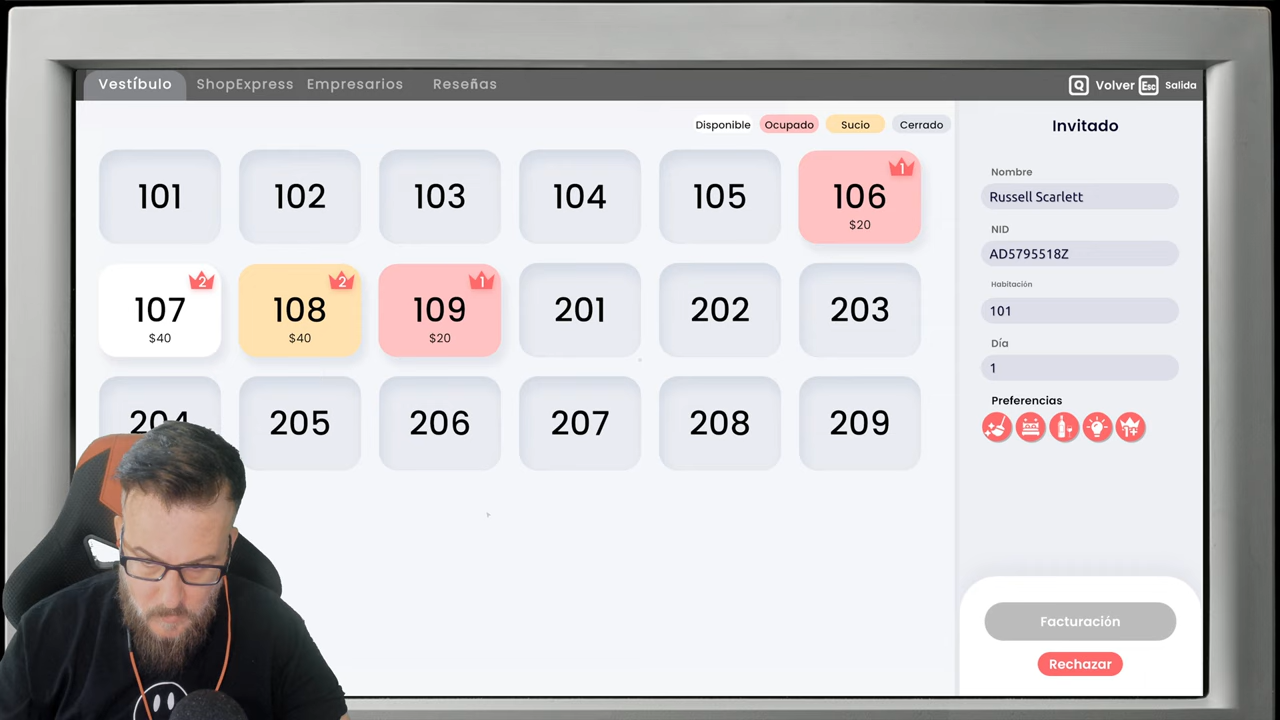 Vestíbulo ShopExpress Empresarios Reseñas Q Volver Esc Salida
Disponible Ocupado Sucio Cerrado
Invitado
101 102 103 104 105 106 1
$20
Nombre
Russell Scarlett
NID
AD5795518Z
107 2 108 2 109 1 201 202 203
$40 $40 $20
Habitación
101
Día
1
Preferencias
1+
204 205 206 207 208 209
Facturación
Rechazar